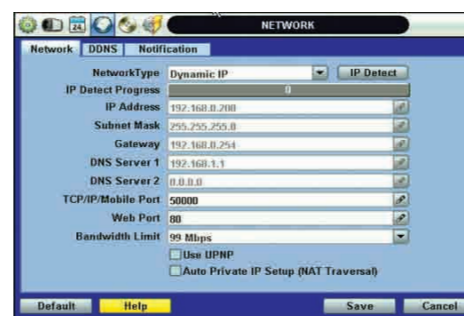 24
NETWORK
Network DDNS Notification
NetworkType Dynamic IP IP Detect
IP Detect Progress 0
IP Address 192.168.0.200
Subnet Mask 255.255.255.0
Gateway 192.168.0.254
DNS Server 1 192.168.1.1
DNS Server 2 0.0.0.0
TCP/IP/Mobile Port 50000
Web Port 80
Bandwidth Limit 99 Mbps
Use UPNP
Auto Private IP Setup (NAT Traversal)
Default Help Save Cancel